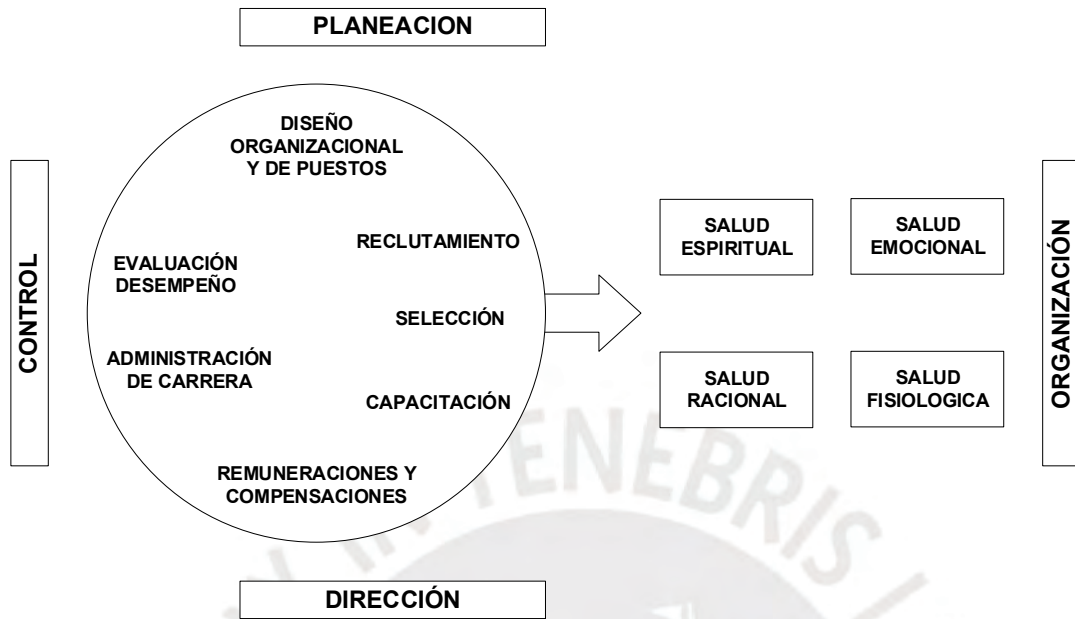 PLANEACION
DISEÑO
ORGANIZACIONAL
Y DE PUESTOS
RECLUTAMIENTO
SELECCIÓN
CAPACITACIÓN
REMUNERACIONES Y
COMPENSACIONES
ADMINISTRACIÓN
DE CARRERA
EVALUACIÓN
DESEMPEÑO
CONTROL
DIRECCIÓN
SALUD
ESPIRITUAL
SALUD
EMOCIONAL
SALUD
RACIONAL
SALUD
FISIOLOGICA
ORGANIZACIÓN
TENEBRIS